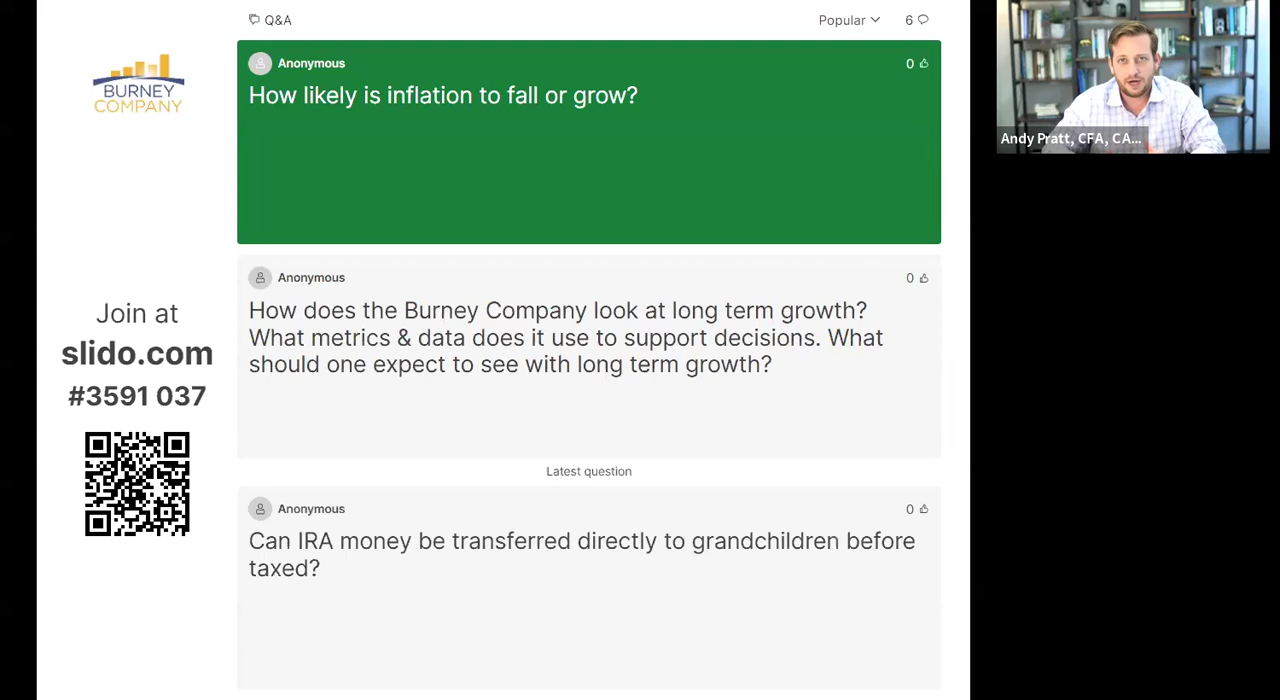 Q&A
Popular
6
BURNEY
COMPANY
Anonymous
0
How likely is inflation to fall or grow?
Anonymous
0
How does the Burney Company look at long term growth?
What metrics & data does it use to support decisions. What
should one expect to see with long term growth?
Join at
slido.com
#3591 037
Latest question
Anonymous
0
Can IRA money be transferred directly to grandchildren before
taxed?
Andy Pratt, CFA, CA...